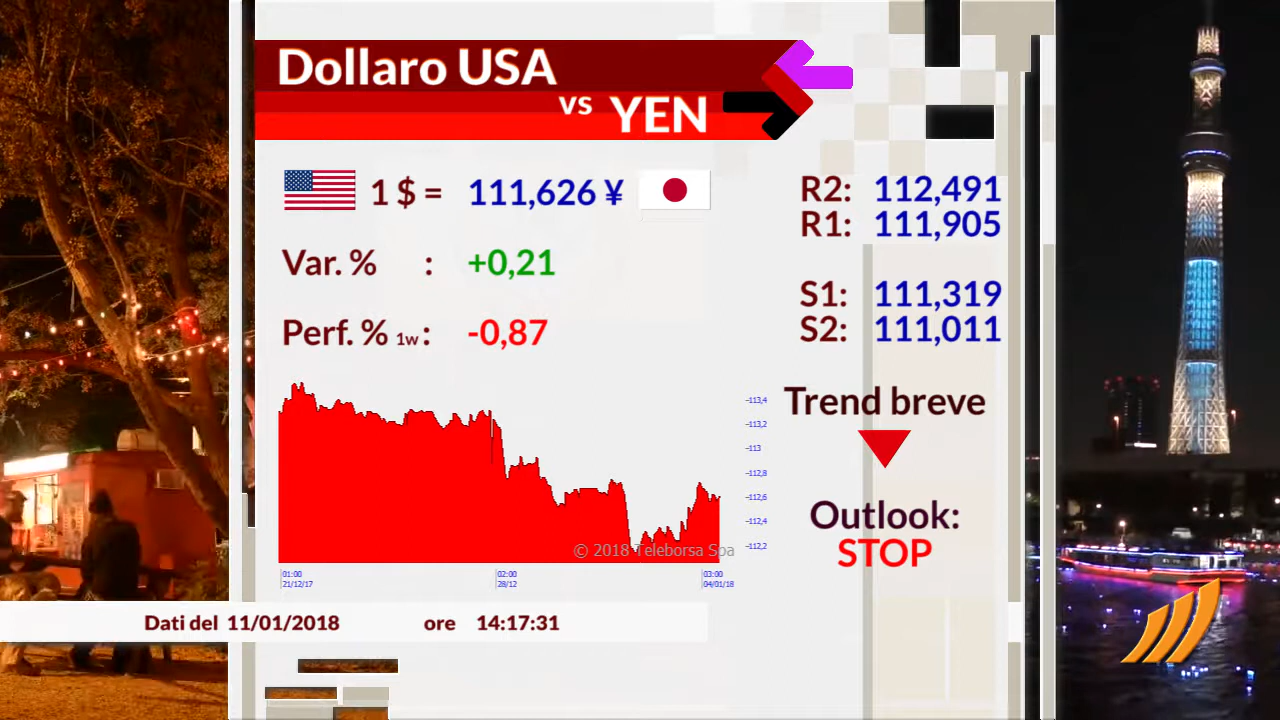 Dollaro USA
vs YEN
1 $ = 111,626 ¥
Var. % : +0,21
Perf. % 1w : -0,87
R2: 112,491
R1: 111,905
S1: 111,319
S2: 111,011
Trend breve
Outlook:
STOP
113,4
113,2
113
112,8
112,6
112,4
112,2
© 2018 Teleborsa Spa
01:00 02:00 03:00
21/12/17 28/12 04/01/18
Dati del 11/01/2018 ore 14:17:31